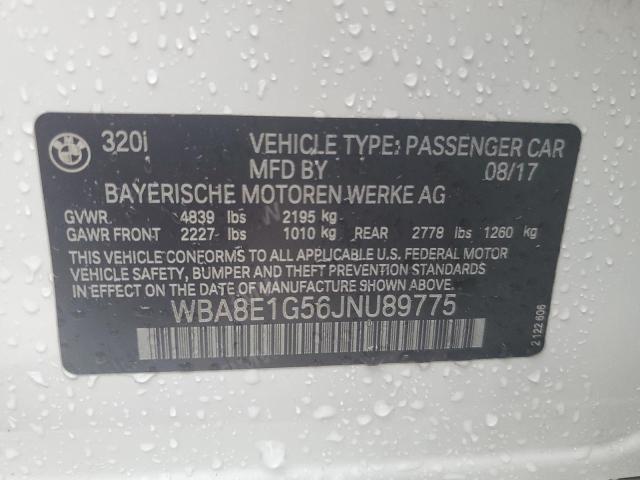 BMW
320i VEHICLE TYPE: PASSENGER CAR
MFD BY 08/17
BAYERISCHE MOTOREN WERKE AG
GVWR. 4839 lbs 2195 kg
GAWR FRONT 2227 lbs 1010 kg REAR 2778 lbs 1260 kg
THIS VEHICLE CONFORMS TO ALL APPLICABLE U.S. FEDERAL MOTOR
VEHICLE SAFETY, BUMPER AND THEFT PREVENTION STANDARDS
IN EFFECT ON THE DATE OF MANUFACTURE SHOWN ABOVE.
WBA8E1G56JNU89775
2 122 606